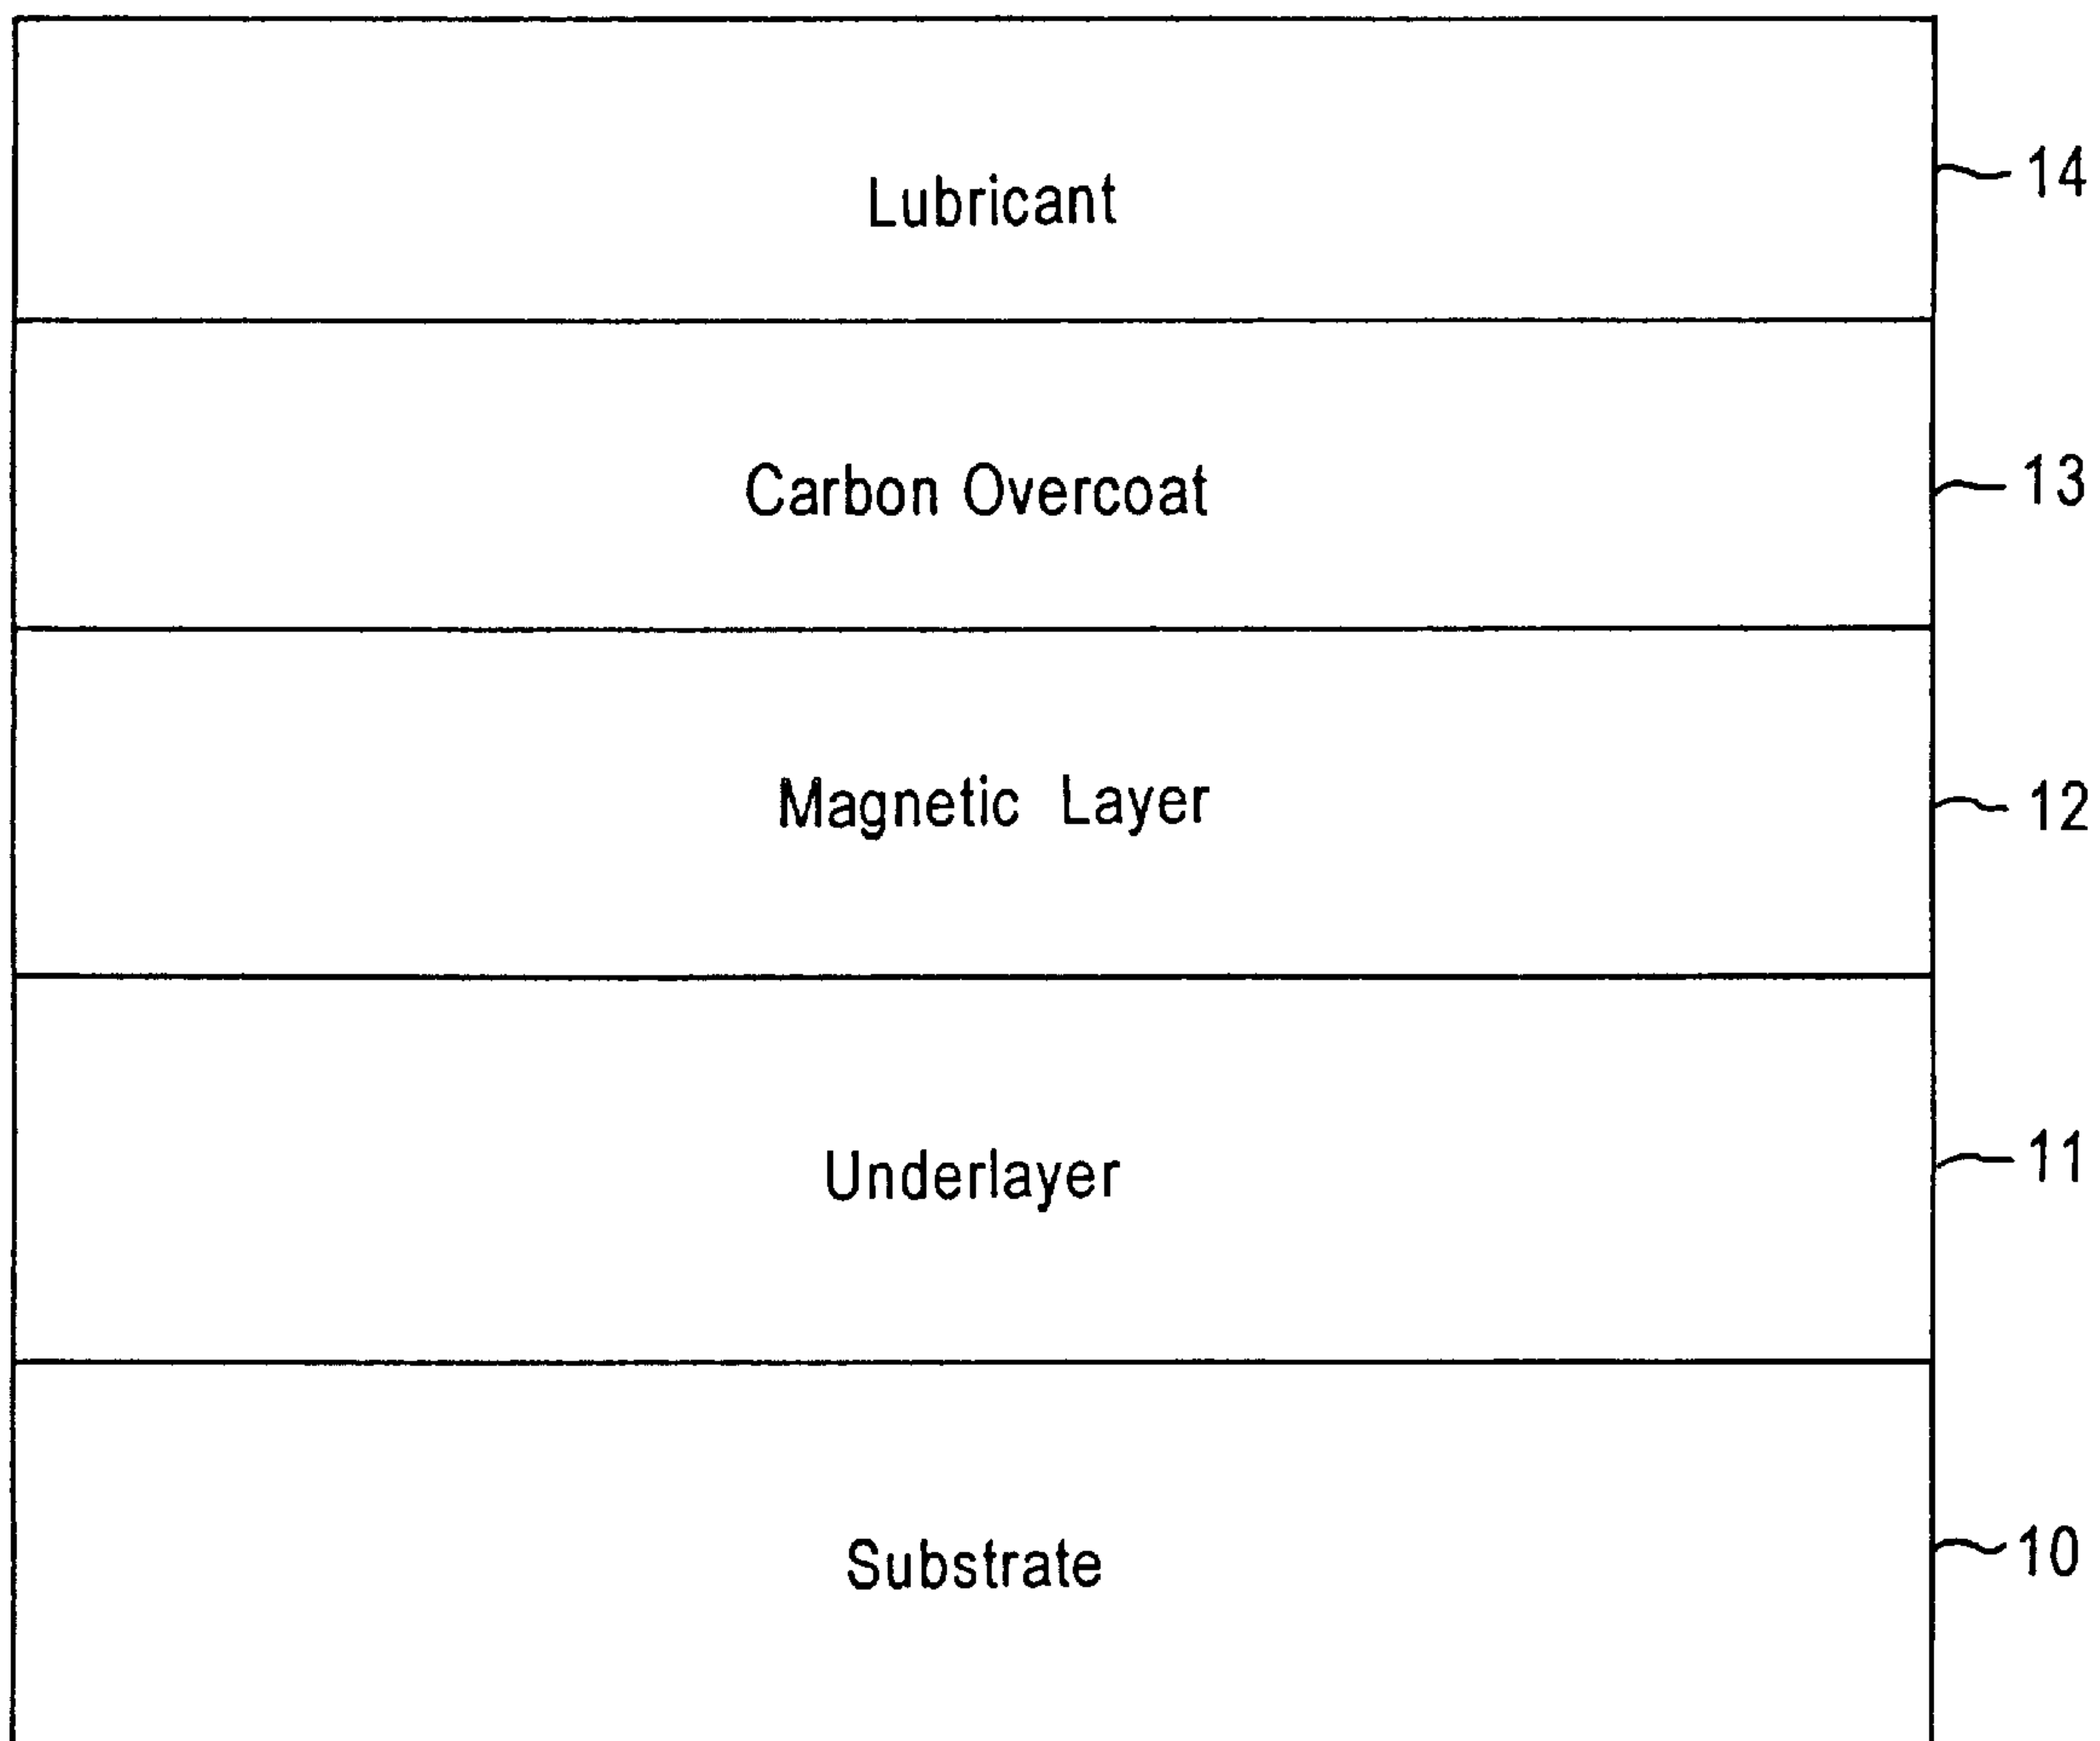 Lubricant 14
Carbon Overcoat 13
Magnetic Layer 12
Underlayer 11
Substrate 10